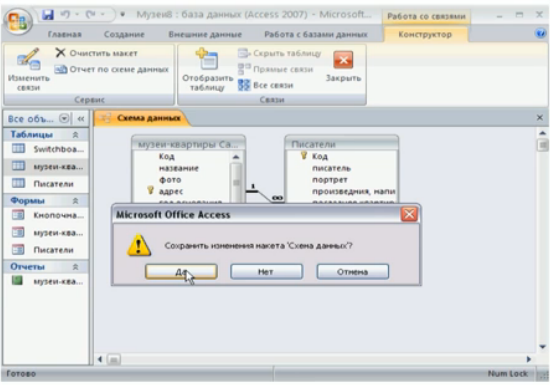 Музей : база данных (Access 2007) - Microsoft...
Работа со связями
Главная Создание Внешние данные Работа с базами данных Конструктор
Изменить связи
Очистить макет
Отчет по схеме данных
Сервис
Отобразить таблицу
Скрыть таблицу
Прямые связи
Все связи
Закрыть
Связи
Все объ...
Схема данных
Таблицы
Switchboa...
музеи-ква...
Писатели
Формы
Кнопочна...
музеи-ква...
Писатели
Отчеты
музеи-ква...
музеи-квартиры Са...
Код
название
фото
адрес
Писатели
Код
писатель
портрет
произведния, напи
1
∞
Microsoft Office Access
Сохранить изменения макета 'Схема данных'?
Да
Нет
Отмена
Готово
Num Lock